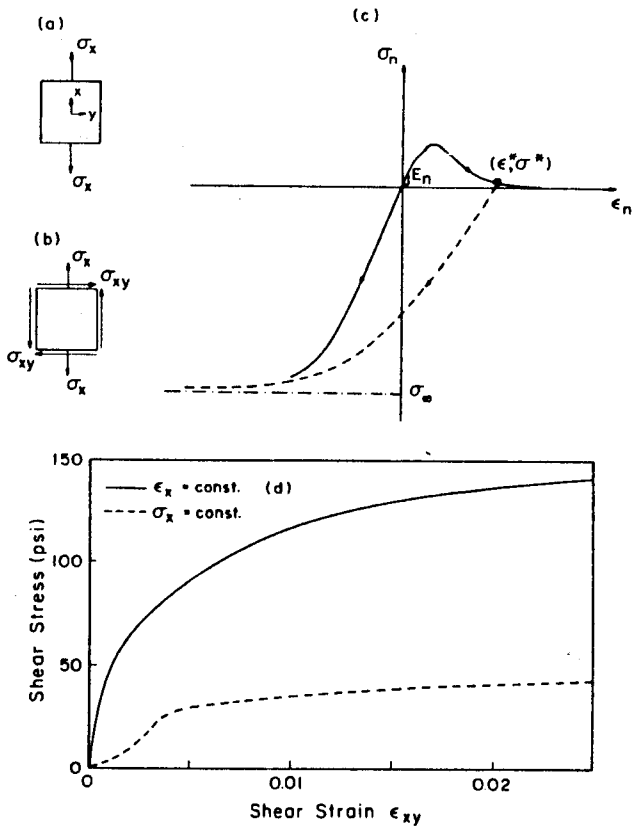 (a)
σx
x
y
σx
(b)
σx
σxy
σxy
σx
(c)
σn
En
(ϵ*,σ*)
ϵn
σ∞
150
100
50
0
Shear Stress (psi)
ϵx = const. (d)
σx = const.
0 0.01 0.02
Shear Strain ϵxy